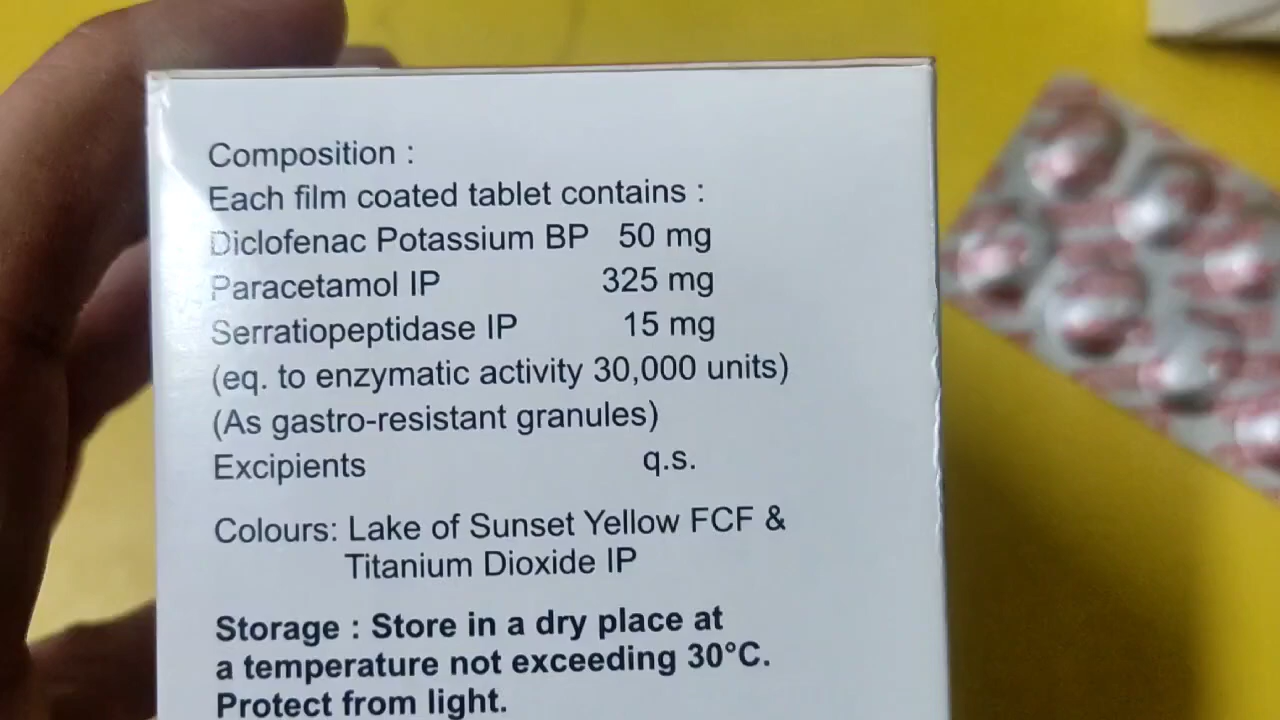 Composition :
Each film coated tablet contains :
Diclofenac Potassium BP 50 mg
Paracetamol IP 325 mg
Serratiopeptidase IP 15 mg
(eq. to enzymatic activity 30,000 units)
(As gastro-resistant granules)
Excipients q.s.
Colours: Lake of Sunset Yellow FCF &
Titanium Dioxide IP
Storage : Store in a dry place at
a temperature not exceeding 30°C.
Protect from light.